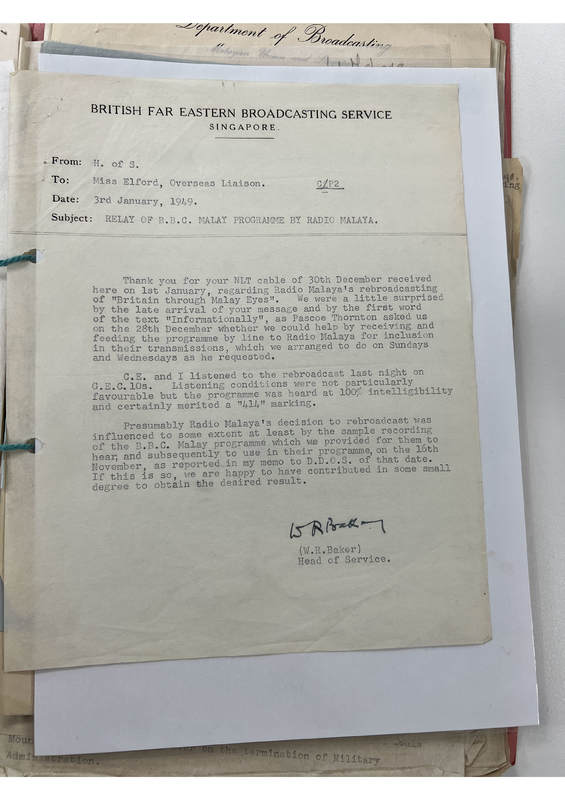 Department of Broadcasting
BRITISH FAR EASTERN BROADCASTING SERVICE
SINGAPORE.
From: H. of S.
To: Miss Elford, Overseas Liaison. C/P2
Date: 3rd January, 1949.
Subject: RELAY OF B.B.C. MALAY PROGRAMME BY RADIO MALAYA.
Thank you for your NLT cable of 30th December received
here on 1st January, regarding Radio Malaya's rebroadcasting
of "Britain through Malay Eyes". We were a little surprised
by the late arrival of your message and by the first word
of the text "Informationally", as Pascoe Thornton asked us
on the 28th December whether we could help by receiving and
feeding the programme by line to Radio Malaya for inclusion
in their transmissions, which we arranged to do on Sundays
and Wednesdays as he requested.
C.E. and I listened to the rebroadcast last night on
G.E.C.10s. Listening conditions were not particularly
favourable but the programme was heard at 100% intelligibility
and certainly merited a "414" marking.
Presumably Radio Malaya's decision to rebroadcast was
influenced to some extent at least by the sample recording
of the B.B.C. Malay programme which we provided for them to
hear, and subsequently to use in their programme, on the 16th
November, as reported in my memo to D.D.O.S. of that date.
If this is so, we are happy to have contributed in some small
degree to obtain the desired result.
W R Baker
(W.R.Baker)
Head of Service.
on the termination of Military
Administration.